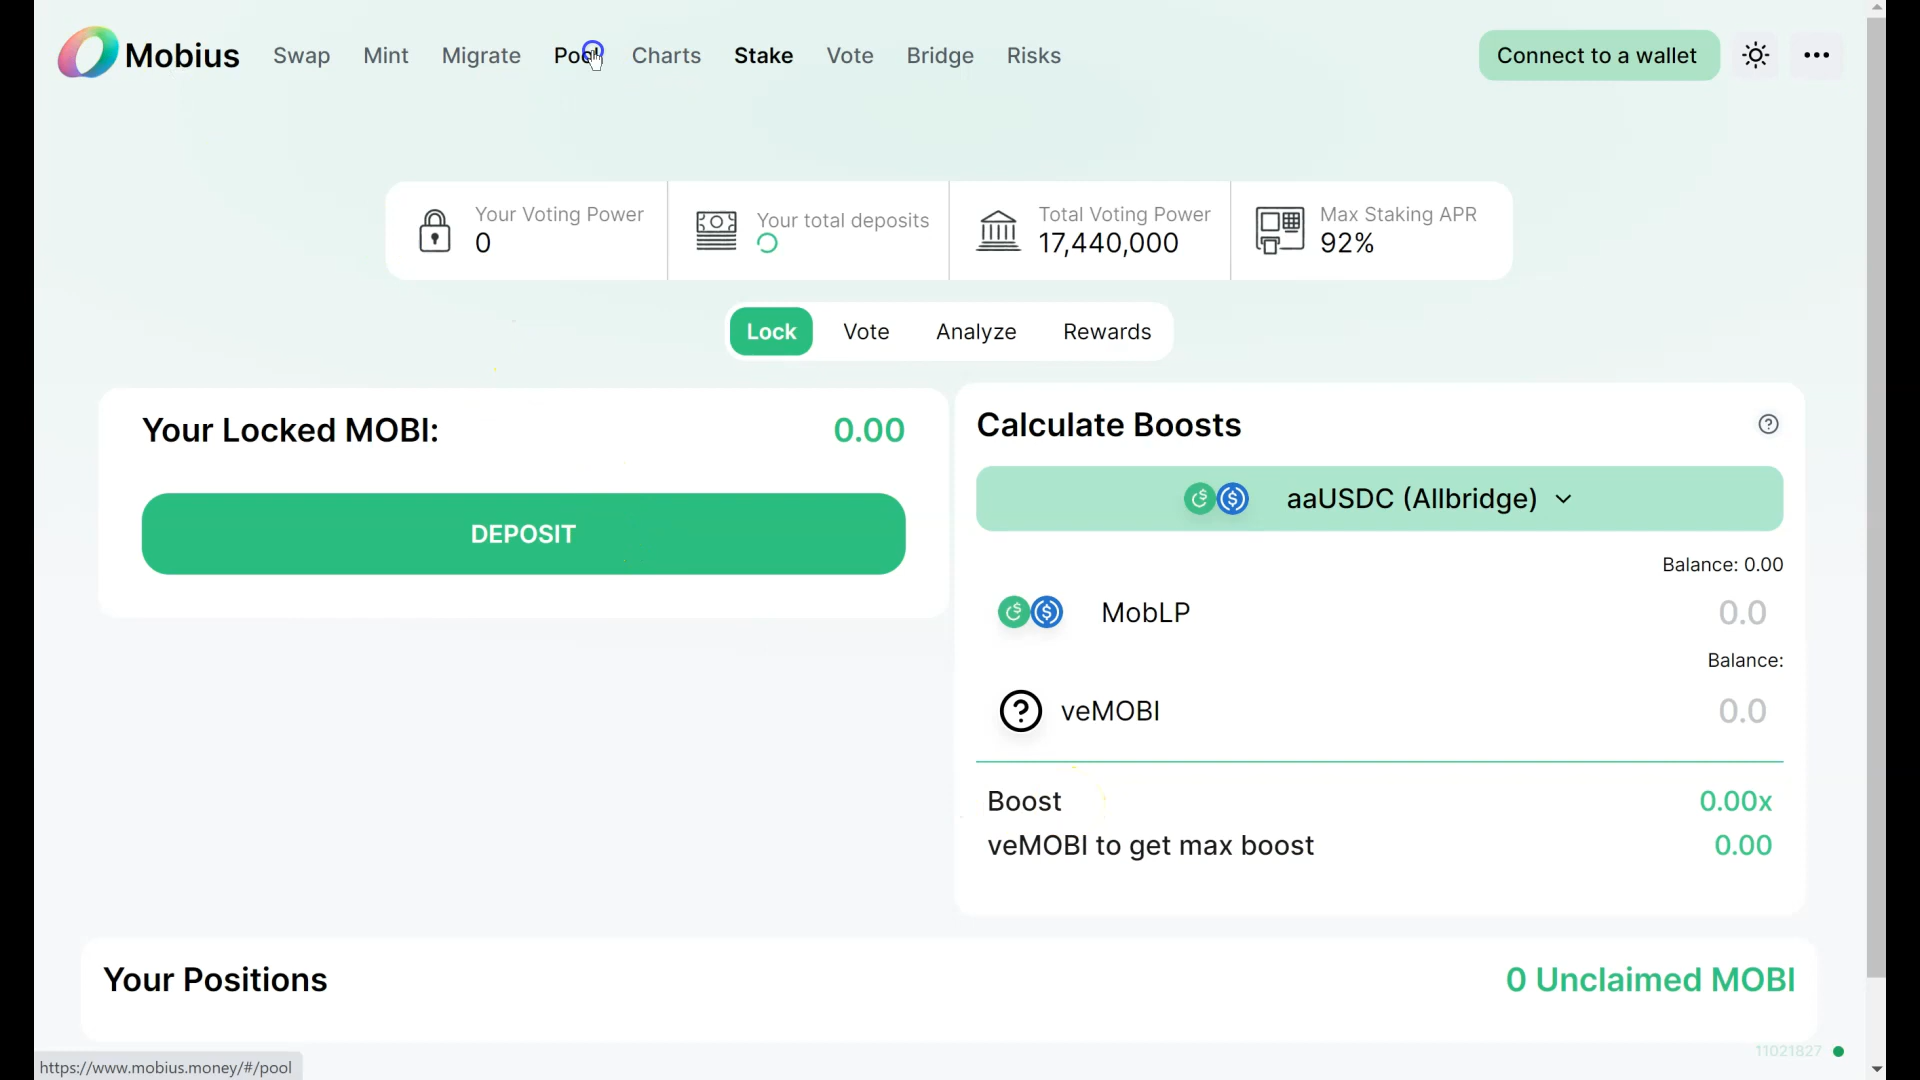 Mobius Swap Mint Migrate Pool Charts Stake Vote Bridge Risks Connect to a wallet
Your Voting Power
0
Your total deposits
Total Voting Power
17,440,000
Max Staking APR
92%
Lock Vote Analyze Rewards
Your Locked MOBI: 0.00
DEPOSIT
Calculate Boosts
aaUSDC (Allbridge)
Balance: 0.00
MobLP 0.0
Balance:
veMOBI 0.0
Boost 0.00x
veMOBI to get max boost 0.00
Your Positions 0 Unclaimed MOBI
11021827
https://www.mobius.money/#/pool